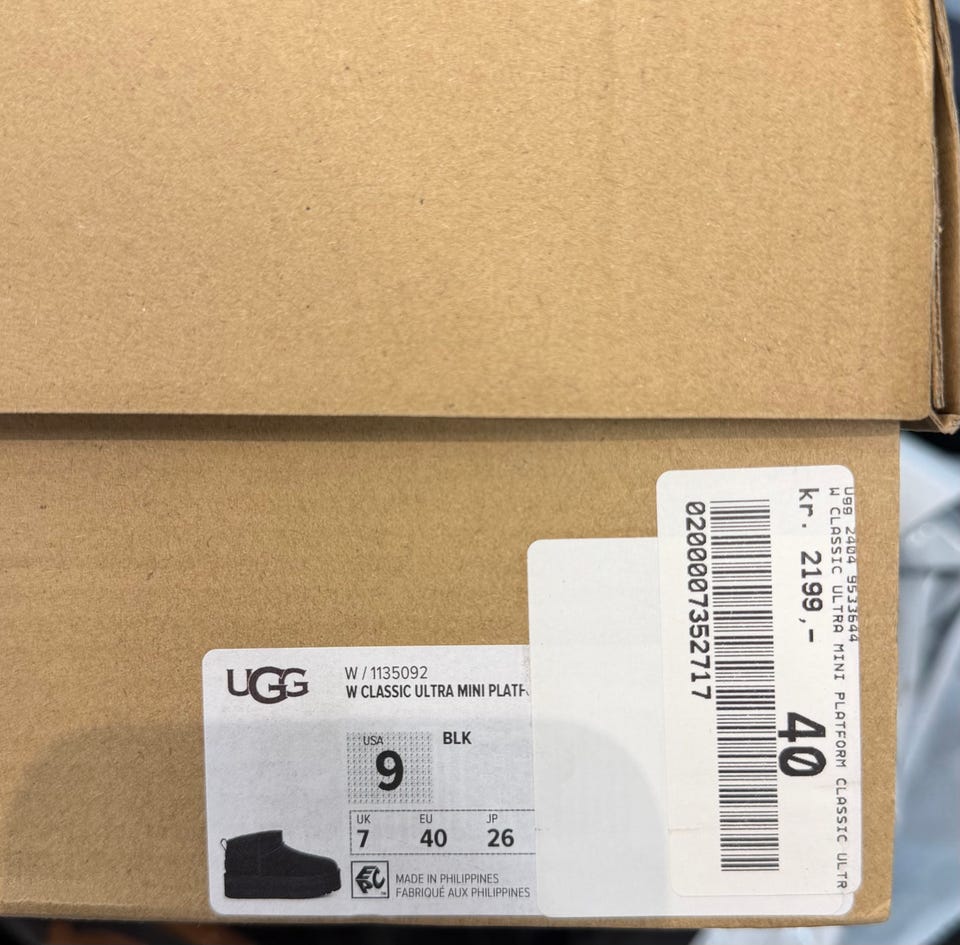 UGG
W / 1135092
W CLASSIC ULTRA MINI PLATF
USA
9
BLK
UK EU JP
7 40 26
MADE IN PHILIPPINES
FABRIQUÉ AUX PHILIPPINES
Ugg 2404 9533644
W CLASSIC ULTRA MINI PLATFORM CLASSIC ULTR
kr. 2199,-
40
0200007352717